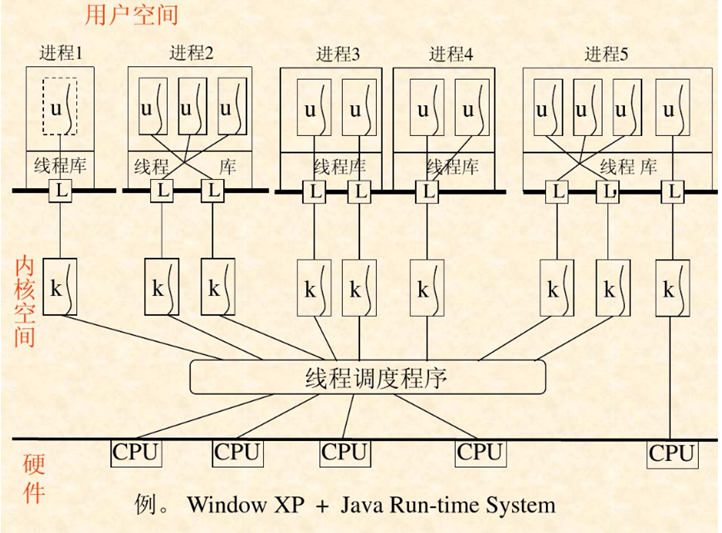 用户空间
进程1 进程2 进程3 进程4 进程5
u u u u u u u u u u u u
线程库 线程 库 线程库 线程库 线程 库
L L L L L L L L L
内核空间
k k k k k k k k k
线程调度程序
CPU CPU CPU CPU CPU
硬件
例。 Window XP + Java Run-time System